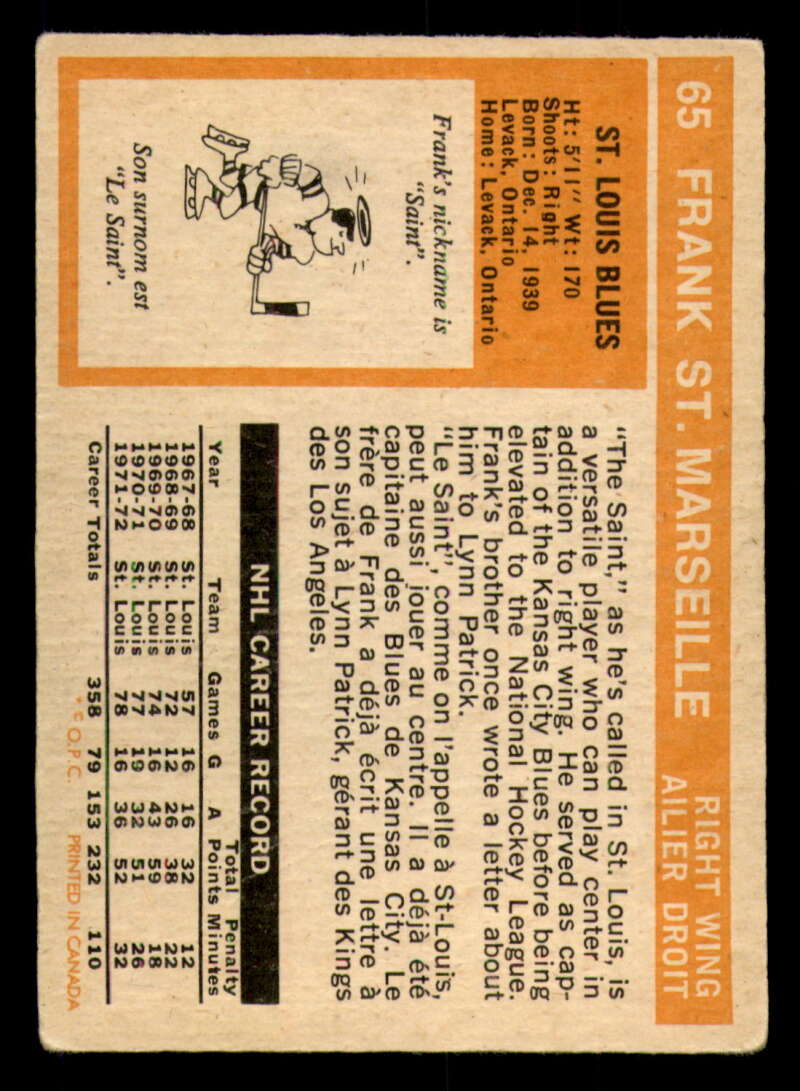 65 FRANK ST. MARSEILLE
RIGHT WING
AILIER DROIT
ST. LOUIS BLUES
Ht: 5'11" Wt: 170
Shoots: Right
Born: Dec. 14, 1939
Levack, Ontario
Home: Levack, Ontario
Frank's nickname is
"Saint".
Son surnom est
"Le Saint".
"The Saint," as he's called in St. Louis, is
a versatile player who can play center in
addition to right wing. He served as cap-
tain of the Kansas City Blues before being
elevated to the National Hockey League.
Frank's brother once wrote a letter about
him to Lynn Patrick.
"Le Saint", comme on l'appelle à St-Louis,
peut aussi jouer au centre. Il a déjà été
capitaine des Blues de Kansas City. Le
frère de Frank a déjà écrit une lettre à
son sujet à Lynn Patrick, gérant des Kings
des Los Angeles.
NHL CAREER RECORD
Total Penalty
Year Team Games G A Points Minutes
1967-68 St. Louis 57 16 16 32 12
1968-69 St. Louis 72 12 26 38 22
1969-70 St. Louis 74 16 43 59 18
1970-71 St. Louis 77 19 32 51 26
1971-72 St. Louis 78 16 36 52 32
Career Totals 358 79 153 232 110
* © O.P.C. PRINTED IN CANADA